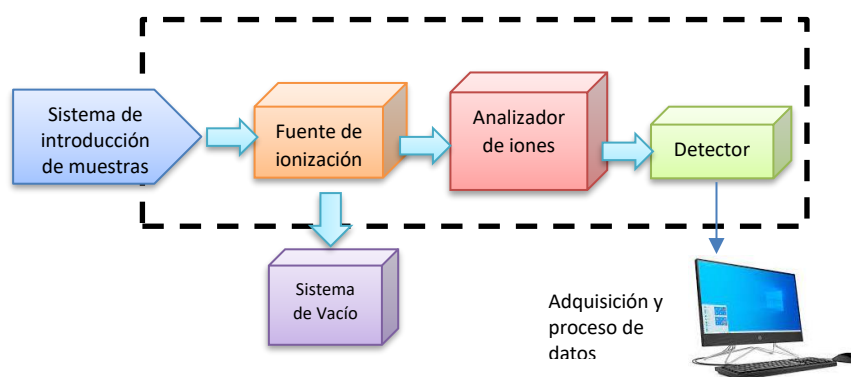 Sistema de
introducción
de muestras
Fuente de
ionización
Analizador
de iones
Detector
Sistema
de Vacío
Adquisición y
proceso de
datos